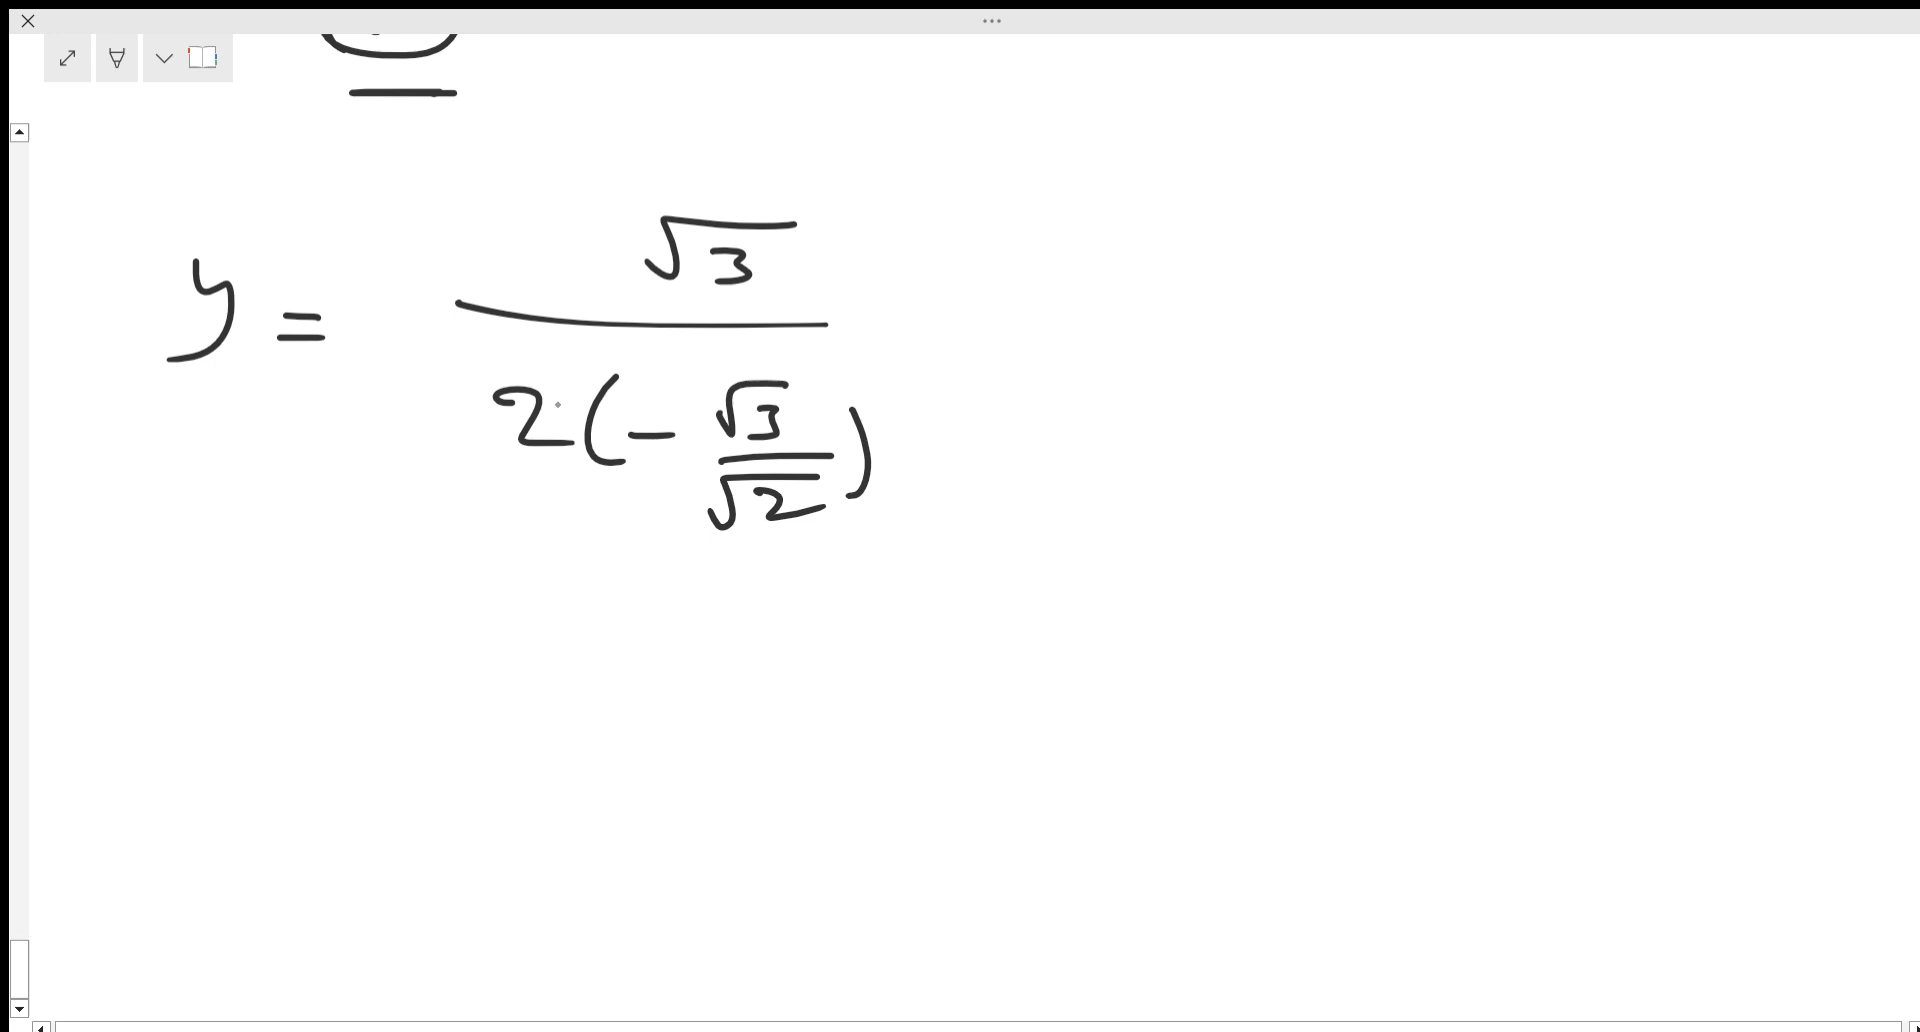 y = √3 / 2(- √3/√2)